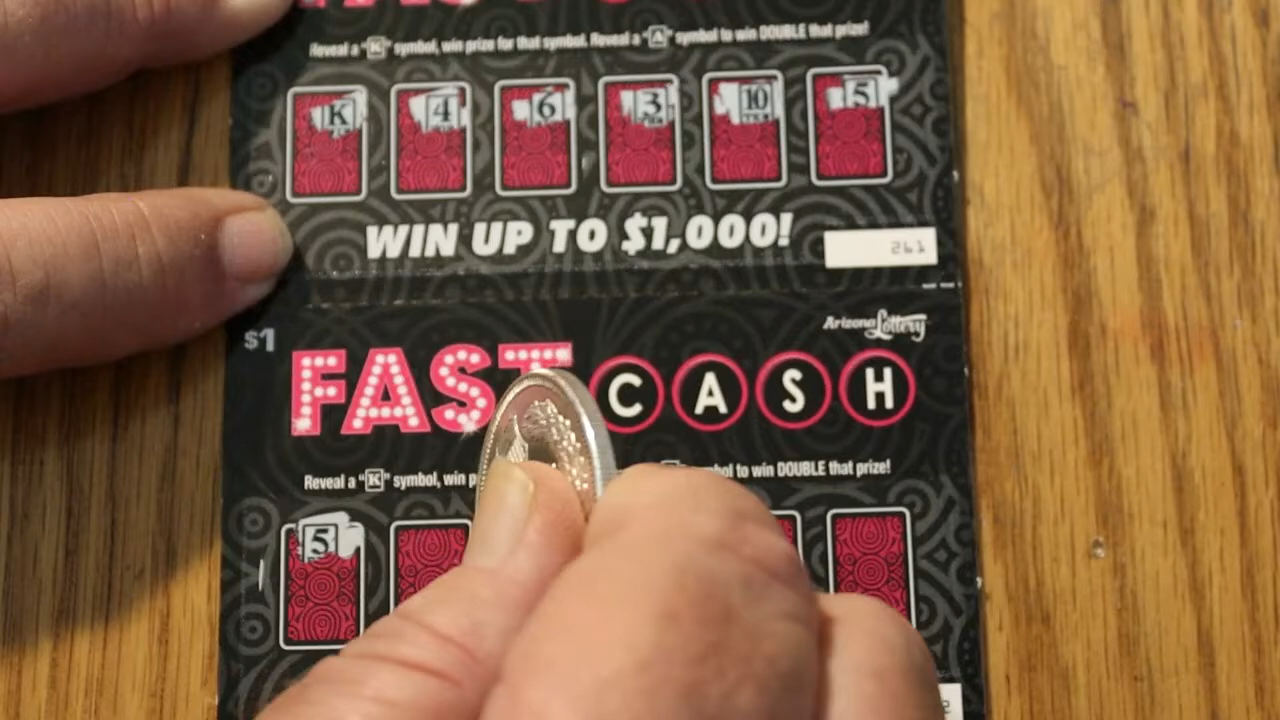 Reveal a "K" symbol, win prize for that symbol. Reveal a "A" symbol to win DOUBLE that prize!
K 4 6 3 10 5
WIN UP TO $1,000!
261
$1
Arizona Lottery
FAST CASH
Reveal a "K" symbol, win symbol to win DOUBLE that prize!
5